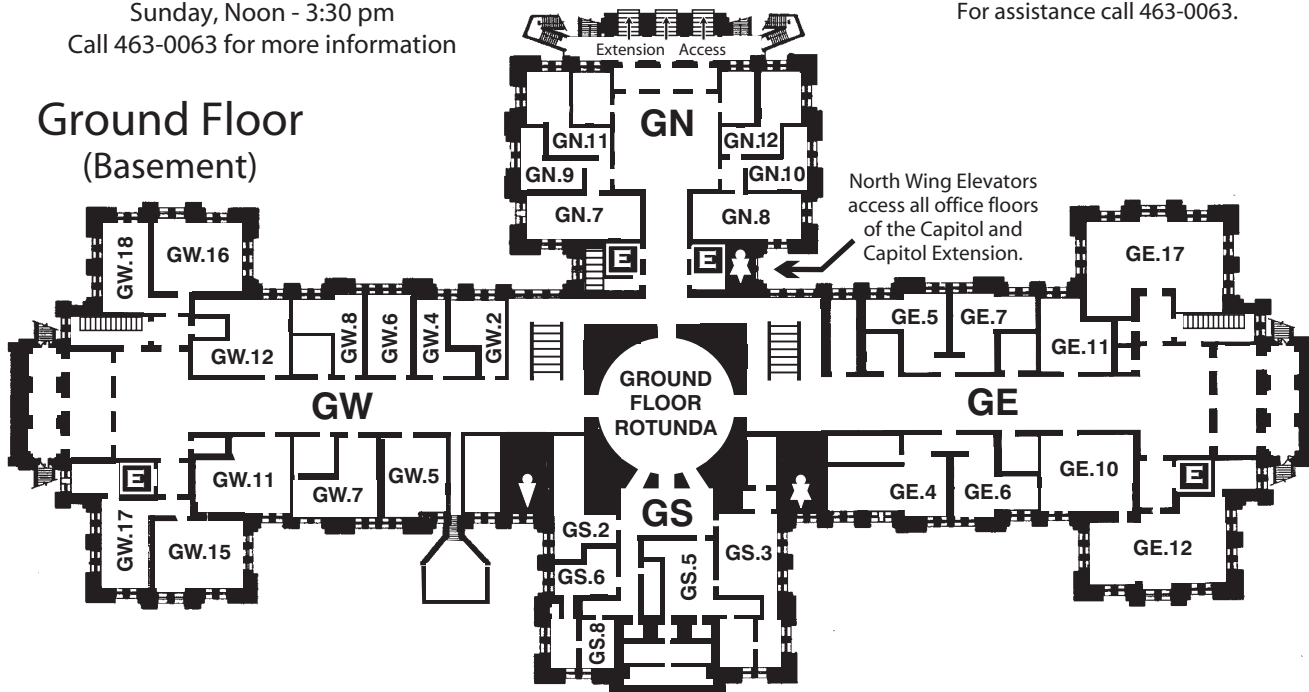 Sunday, Noon - 3:30 pm
Call 463-0063 for more information
For assistance call 463-0063.
Extension Access
Ground Floor
(Basement)
GN
GN.11
GN.12
GN.9
GN.10
GN.7
GN.8
North Wing Elevators
access all office floors
of the Capitol and
Capitol Extension.
E
E
GW.18
GW.16
GE.17
GW.12
GW.8
GW.6
GW.4
GW.2
GE.5
GE.7
GE.11
GW
GROUND
FLOOR
ROTUNDA
GE
GW.11
GW.7
GW.5
GE.4
GE.6
GE.10
E
E
GW.17
GW.15
GS
GS.2
GS.3
GS.6
GS.5
GS.8
GE.12